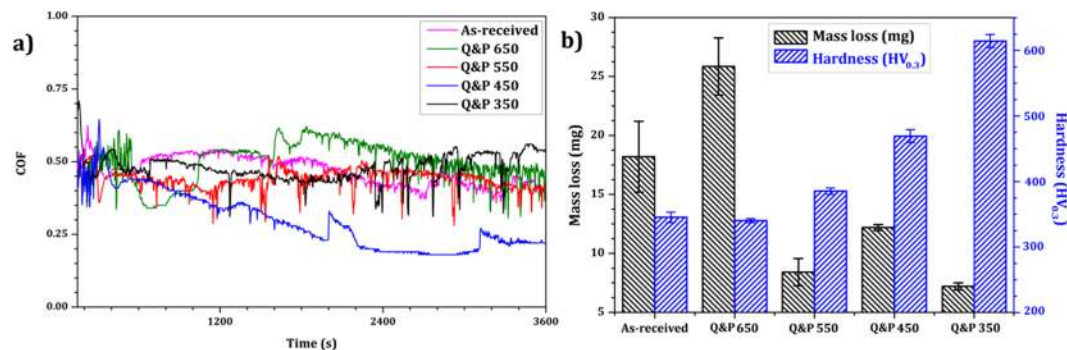 a)
As-received
Q&P 650
Q&P 550
Q&P 450
Q&P 350
1.00
0.75
0.50
0.25
0.00
COF
1200
2400
3600
Time (s)
b)
Mass loss (mg)
Hardness (HV0.3)
30
25
20
15
10
5
Mass loss (mg)
600
500
400
300
200
Hardness (HV0.3)
As-received
Q&P 650
Q&P 550
Q&P 450
Q&P 350